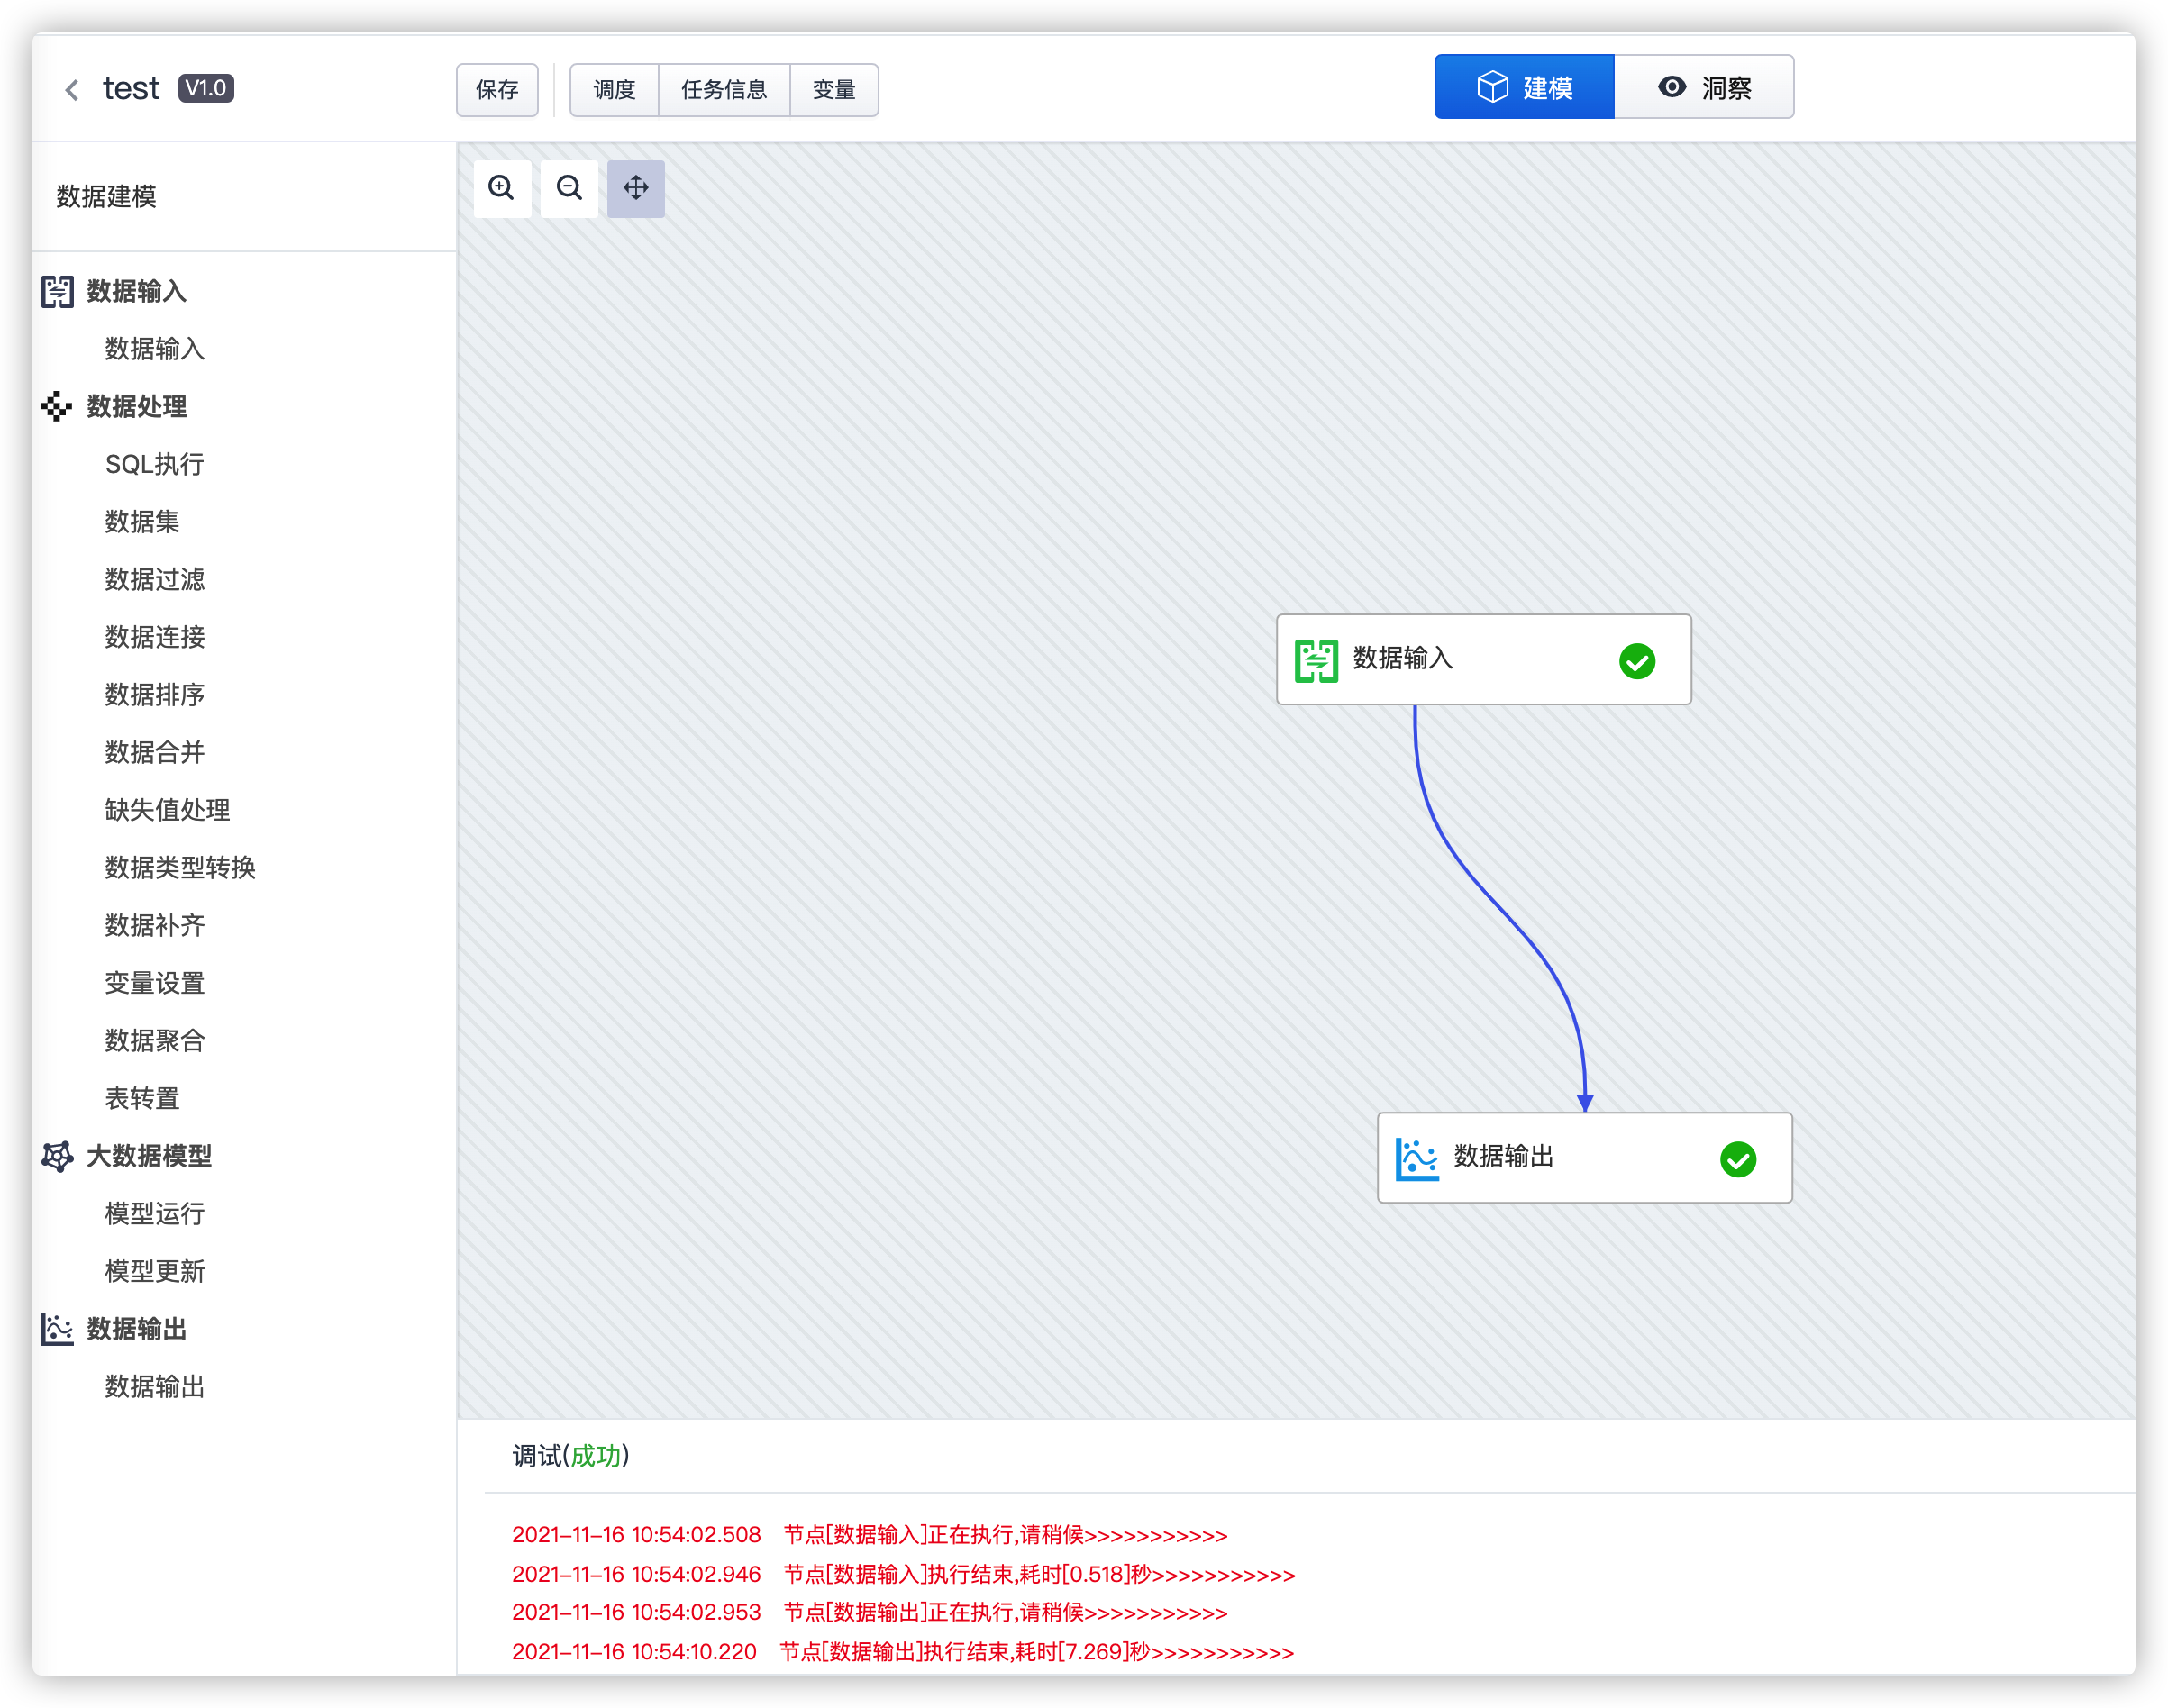 test V1.0 保存 调度 任务信息 变量 建模 洞察
数据建模
数据输入
数据输入
数据处理
SQL执行
数据集
数据过滤
数据连接
数据排序
数据合并
缺失值处理
数据类型转换
数据补齐
变量设置
数据聚合
表转置
大数据模型
模型运行
模型更新
数据输出
数据输出
数据输入
数据输出
调试(成功)
2021-11-16 10:54:02.508 节点[数据输入]正在执行,请稍候>>>>>>>>>>>
2021-11-16 10:54:02.946 节点[数据输入]执行结束,耗时[0.518]秒>>>>>>>>>>>
2021-11-16 10:54:02.953 节点[数据输出]正在执行,请稍候>>>>>>>>>>>
2021-11-16 10:54:10.220 节点[数据输出]执行结束,耗时[7.269]秒>>>>>>>>>>>